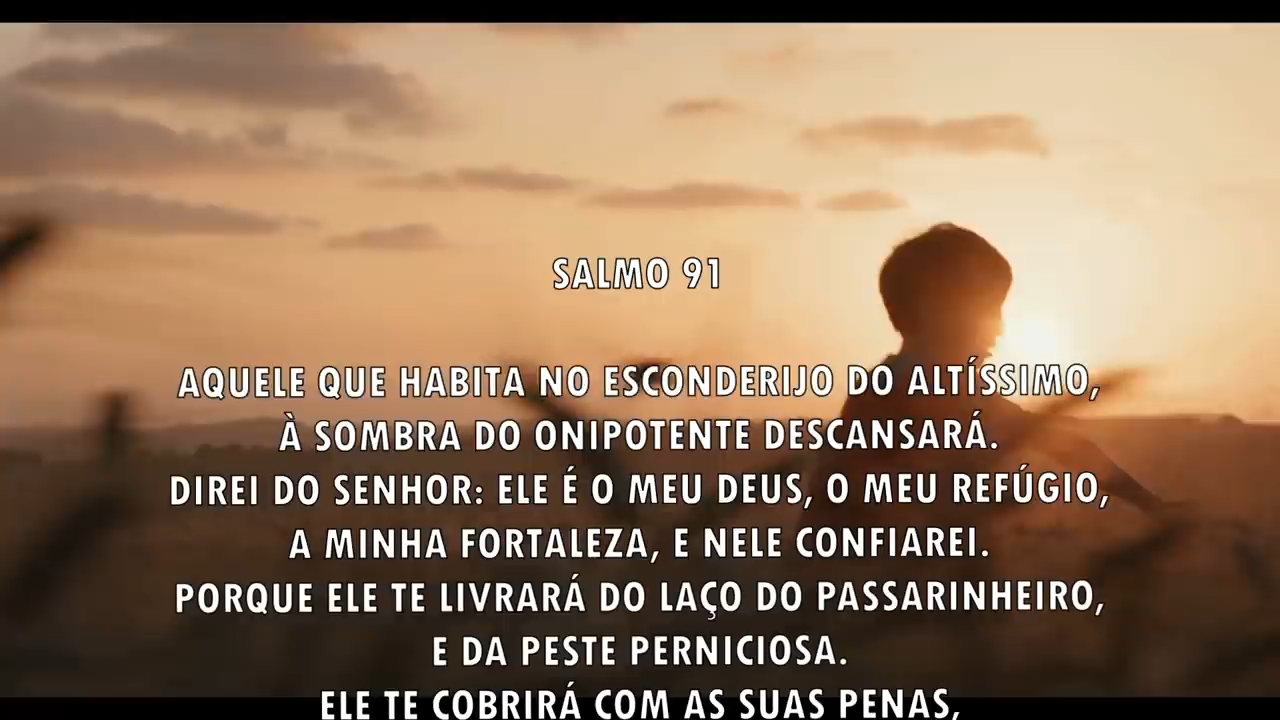 SALMO 91
AQUELE QUE HABITA NO ESCONDERIJO DO ALTÍSSIMO,
À SOMBRA DO ONIPOTENTE DESCANSARÁ.
DIREI DO SENHOR: ELE É O MEU DEUS, O MEU REFÚGIO,
A MINHA FORTALEZA, E NELE CONFIAREI.
PORQUE ELE TE LIVRARÁ DO LAÇO DO PASSARINHEIRO,
E DA PESTE PERNICIOSA.
ELE TE COBRIRÁ COM AS SUAS PENAS,